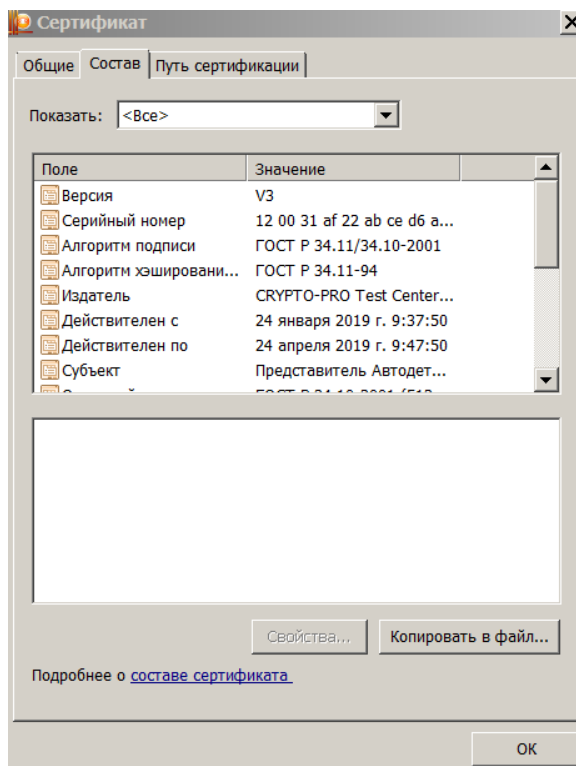 Сертификат
Общие Состав Путь сертификации
Показать: <Все>
Поле Значение
Версия V3
Серийный номер 12 00 31 af 22 ab ce d6 a...
Алгоритм подписи ГОСТ Р 34.11/34.10-2001
Алгоритм хэшировани... ГОСТ Р 34.11-94
Издатель CRYPTO-PRO Test Center...
Действителен с 24 января 2019 г. 9:37:50
Действителен по 24 апреля 2019 г. 9:47:50
Субъект Представитель Автодет...
Свойства... Копировать в файл...
Подробнее о составе сертификата
ОК